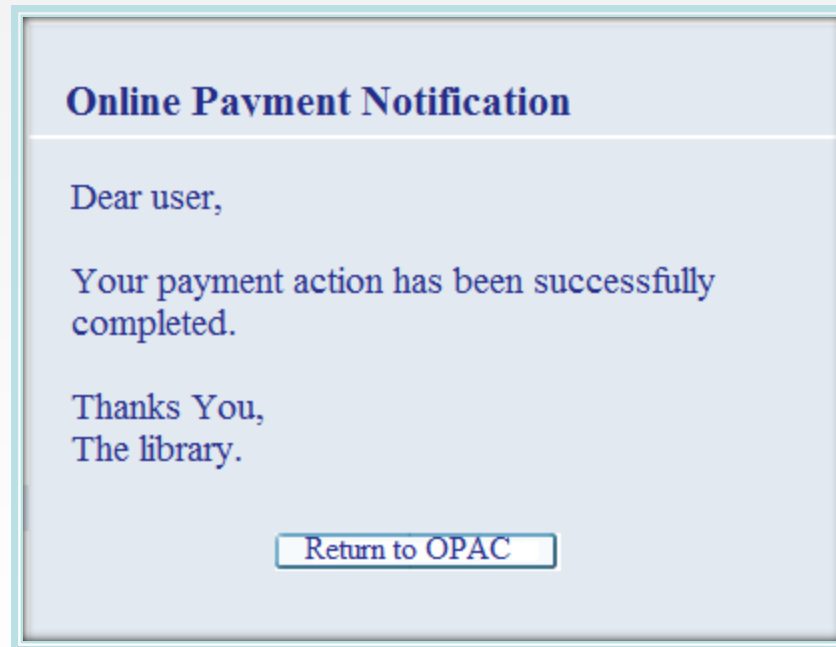 Online Payment Notification
Dear user,
Your payment action has been successfully
completed.
Thanks You,
The library.
Return to OPAC